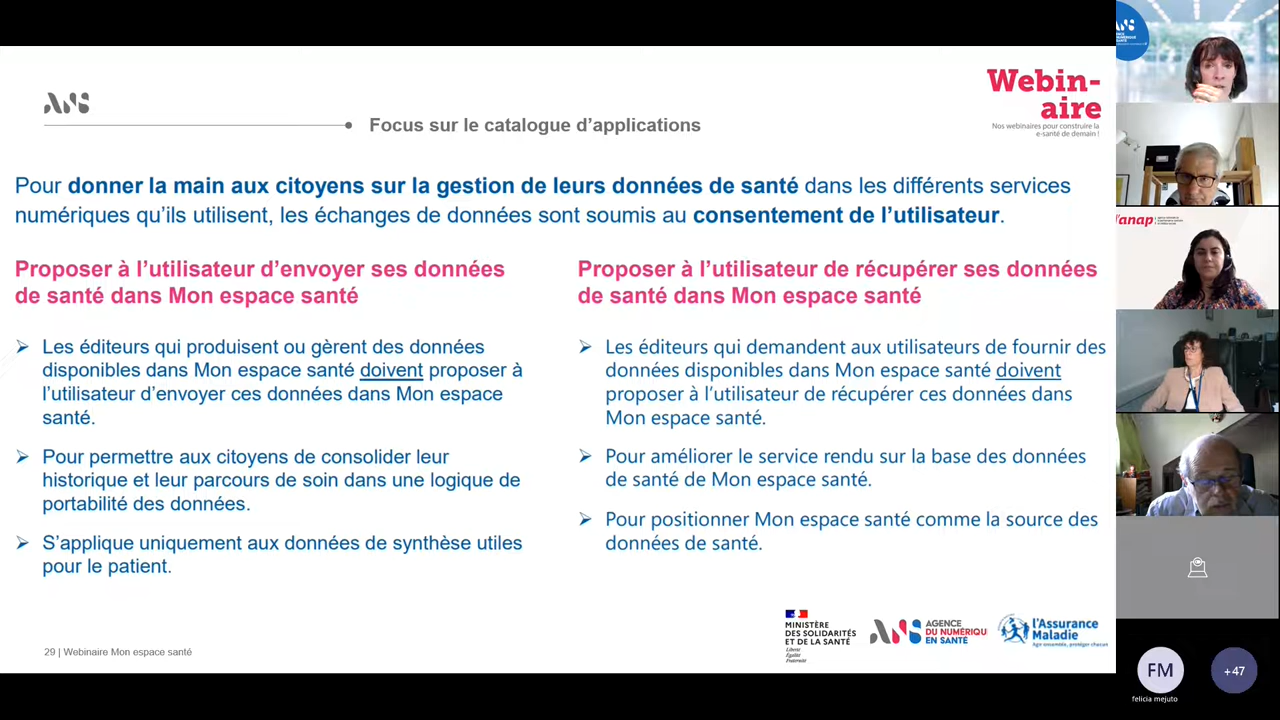 ANS
Webin-
aire
Nos webinaires pour construire la
e-santé de demain !
Focus sur le catalogue d'applications
Pour donner la main aux citoyens sur la gestion de leurs données de santé dans les différents services
numériques qu'ils utilisent, les échanges de données sont soumis au consentement de l'utilisateur.
Proposer à l'utilisateur d'envoyer ses données
de santé dans Mon espace santé
➢ Les éditeurs qui produisent ou gèrent des données
disponibles dans Mon espace santé doivent proposer à
l'utilisateur d'envoyer ces données dans Mon espace
santé.
➢ Pour permettre aux citoyens de consolider leur
historique et leur parcours de soin dans une logique de
portabilité des données.
➢ S'applique uniquement aux données de synthèse utiles
pour le patient.
Proposer à l'utilisateur de récupérer ses données
de santé dans Mon espace santé
➢ Les éditeurs qui demandent aux utilisateurs de fournir des
données disponibles dans Mon espace santé doivent
proposer à l'utilisateur de récupérer ces données dans
Mon espace santé.
➢ Pour améliorer le service rendu sur la base des données
de santé de Mon espace santé.
➢ Pour positionner Mon espace santé comme la source des
données de santé.
29 | Webinaire Mon espace santé
MINISTÈRE
DES SOLIDARITÉS
ET DE LA SANTÉ
Liberté
Égalité
Fraternité
ANS
AGENCE
DU NUMÉRIQU
EN SANTÉ
l'Assurance
Maladie
Agir ensemble, protéger chacun
l'anap
FM
+47
felicia mejuto